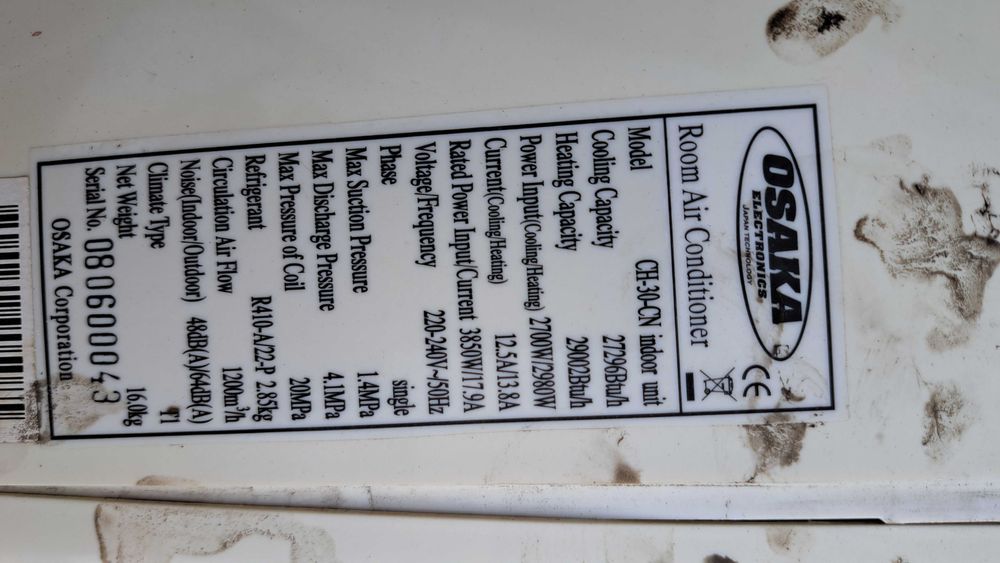 OSAKA
ELECTRONICS
JAPAN TECHNOLOGY
CE
Room Air Conditioner
Model CH-30-CN indoor unit
Cooling Capacity 27296Btu/h
Heating Capacity 29002Btu/h
Power Input(Cooling/Heating) 2700W/2980W
Current(Cooling/Heating) 12.5A/13.8A
Rated Power Input/Current 3850W/17.9A
Voltage/Frequency 220-240V~/50Hz
Phase single
Max Suction Pressure 1.4MPa
Max Discharge Pressure 4.1MPa
Max Pressure of Coil 20MPa
Refrigerant R410-A/22-P 2.85kg
Circulation Air Flow 1200m³/h
Noise(Indoor/Outdoor) 48dB(A)/64dB(A)
Climate Type T1
Net Weight 16.0kg
Serial No. 0806000043
OSAKA Corporation